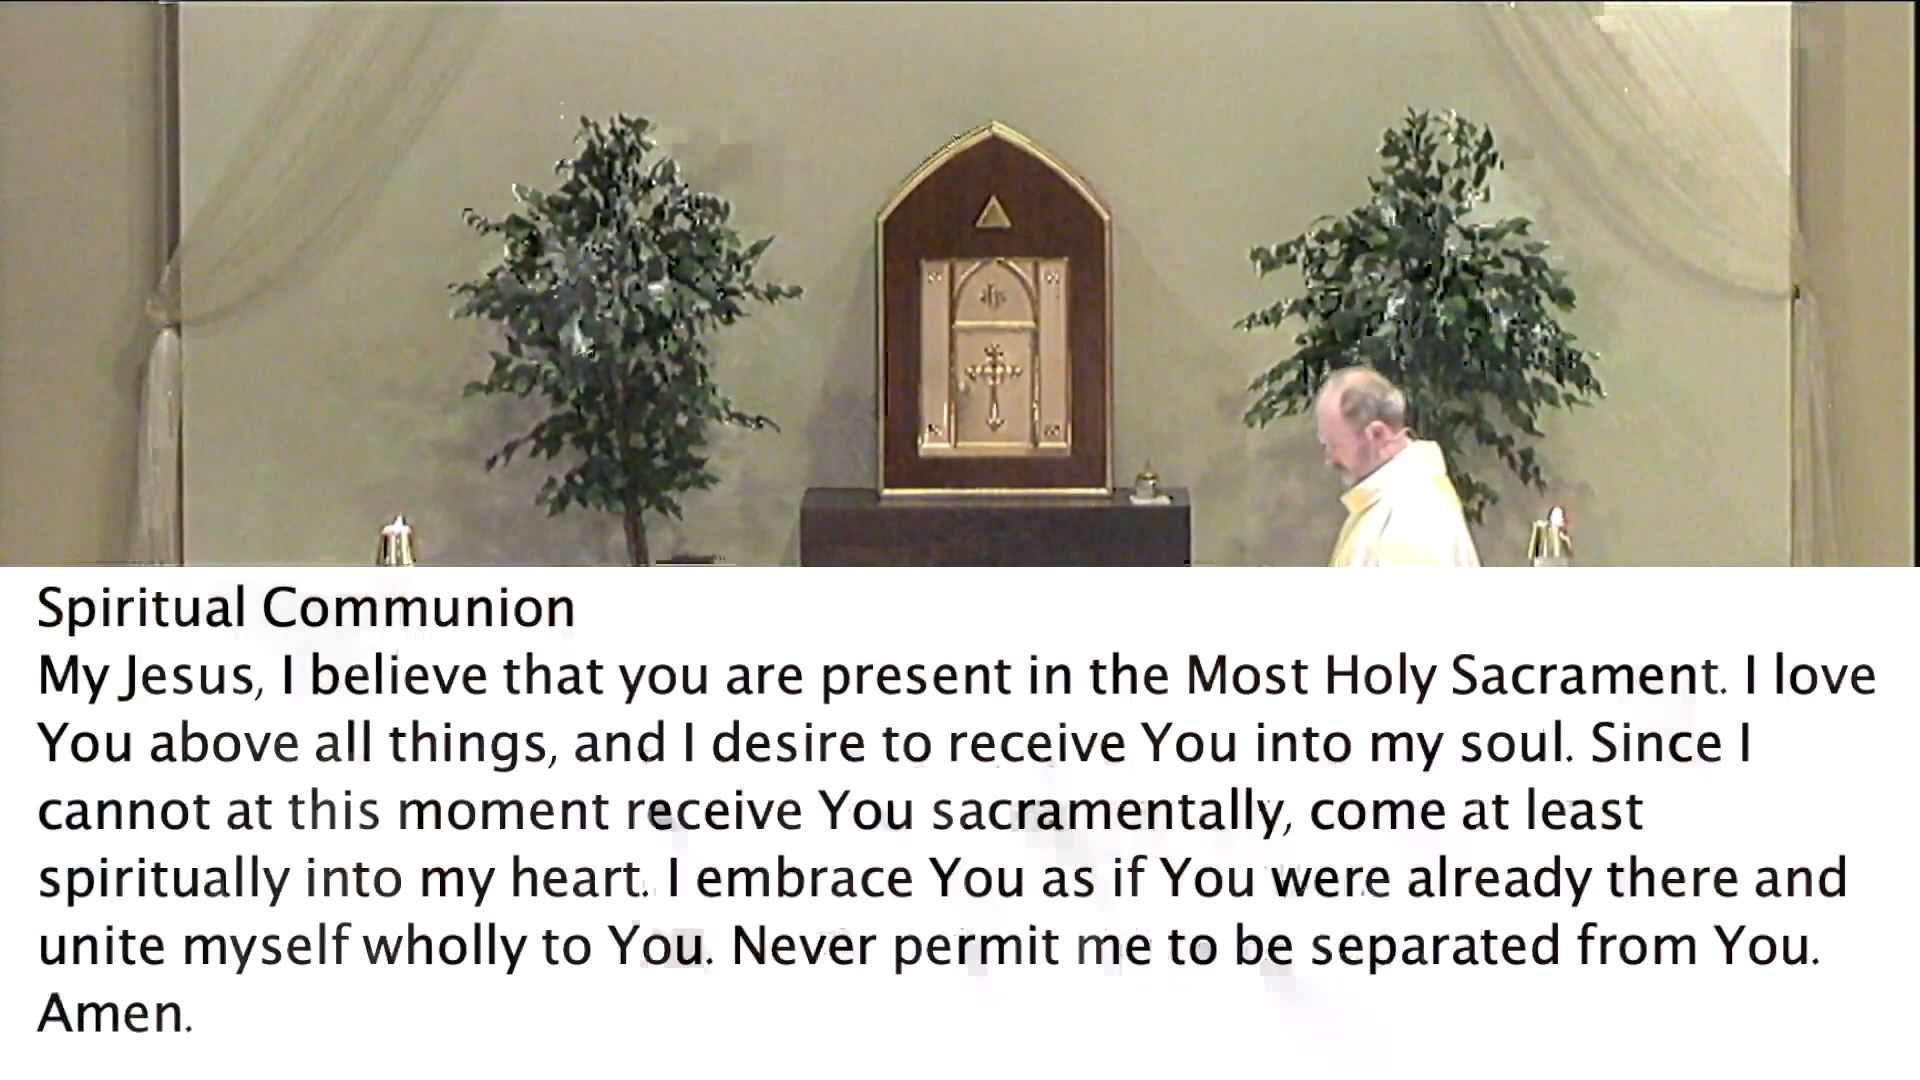 Spiritual Communion
My Jesus, I believe that you are present in the Most Holy Sacrament. I love
You above all things, and I desire to receive You into my soul. Since I
cannot at this moment receive You sacramentally, come at least
spiritually into my heart. I embrace You as if You were already there and
unite myself wholly to You. Never permit me to be separated from You.
Amen.